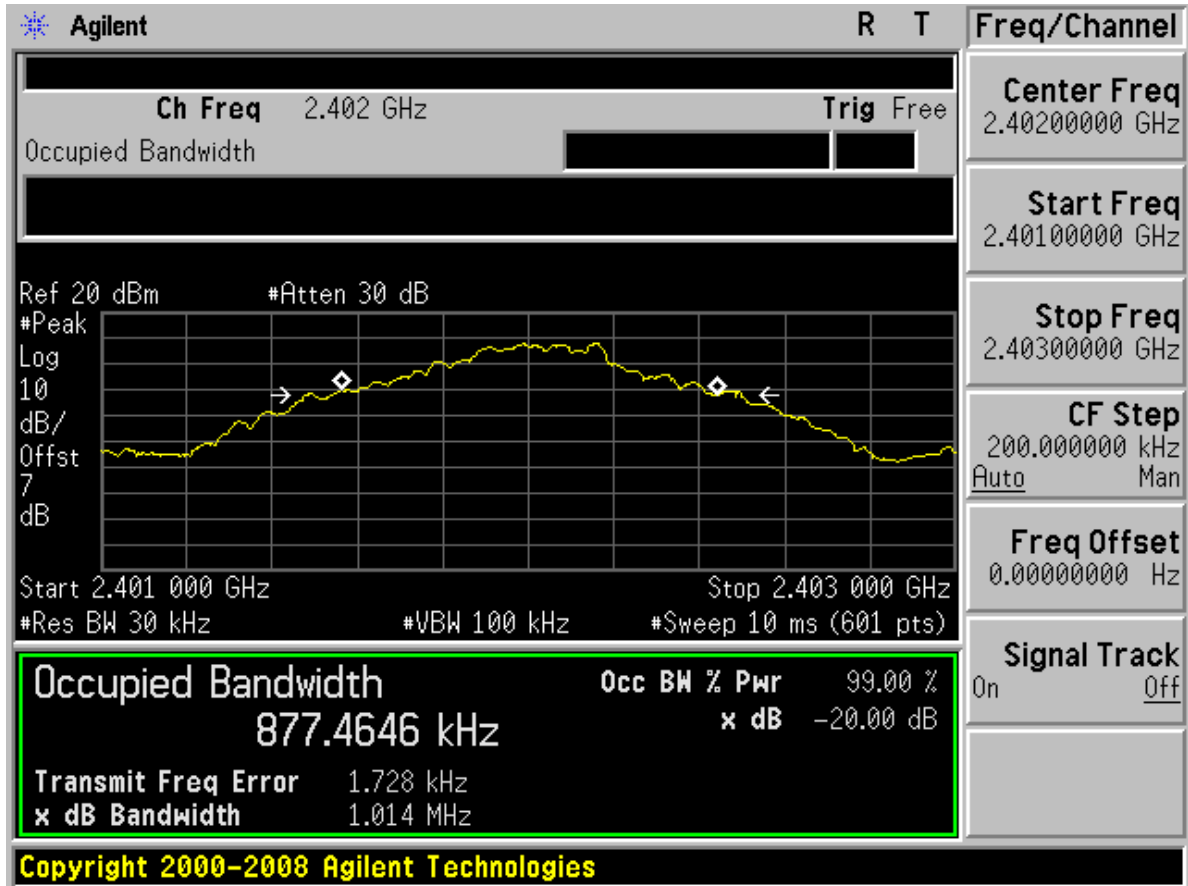 Agilent R T Freq/Channel
Ch Freq 2.402 GHz Trig Free
Occupied Bandwidth
Center Freq
2.40200000 GHz
Start Freq
2.40100000 GHz
Stop Freq
2.40300000 GHz
CF Step
200.000000 kHz
Auto Man
Freq Offset
0.00000000 Hz
Signal Track
On Off
Ref 20 dBm #Atten 30 dB
#Peak
Log
10
dB/
Offst
7
dB
Start 2.401 000 GHz Stop 2.403 000 GHz
#Res BW 30 kHz #VBW 100 kHz #Sweep 10 ms (601 pts)
Occupied Bandwidth Occ BW % Pwr 99.00 %
877.4646 kHz x dB -20.00 dB
Transmit Freq Error 1.728 kHz
x dB Bandwidth 1.014 MHz
Copyright 2000-2008 Agilent Technologies